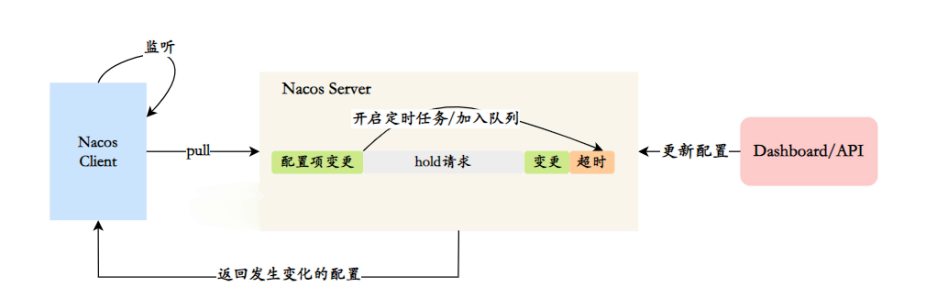 监听
Nacos Server
开启定时任务/加入队列
Nacos
Client
pull
配置项变更
hold请求
变更
超时
更新配置
Dashboard/API
返回发生变化的配置